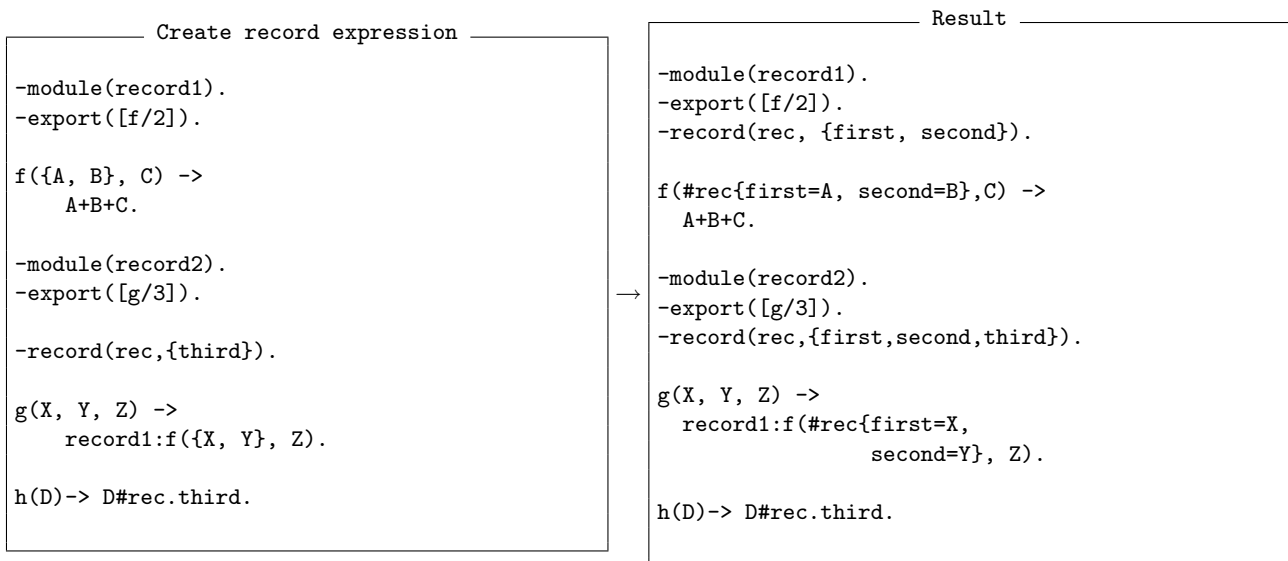 Create record expression
-module(record1).
-export([f/2]).
f({A, B}, C) ->
    A+B+C.
-module(record2).
-export([g/3]).
-record(rec,{third}).
g(X, Y, Z) ->
    record1:f({X, Y}, Z).
h(D)-> D#rec.third.
→
Result
-module(record1).
-export([f/2]).
-record(rec, {first, second}).
f(#rec{first=A, second=B},C) ->
  A+B+C.
-module(record2).
-export([g/3]).
-record(rec,{first,second,third}).
g(X, Y, Z) ->
  record1:f(#rec{first=X,
                second=Y}, Z).
h(D)-> D#rec.third.